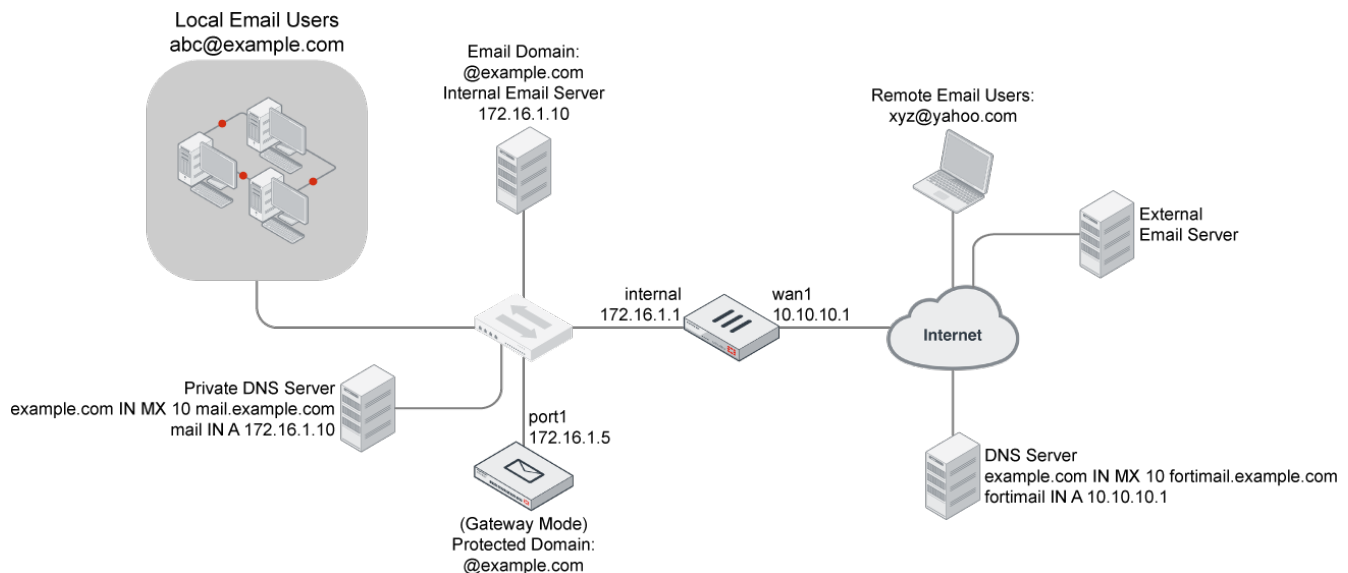 Local Email Users
abc@example.com
Email Domain:
@example.com
Internal Email Server
172.16.1.10
Remote Email Users:
xyz@yahoo.com
External
Email Server
internal
172.16.1.1
wan1
10.10.10.1
Internet
Private DNS Server
example.com IN MX 10 mail.example.com
mail IN A 172.16.1.10
port1
172.16.1.5
(Gateway Mode)
Protected Domain:
@example.com
DNS Server
example.com IN MX 10 fortimail.example.com
fortimail IN A 10.10.10.1